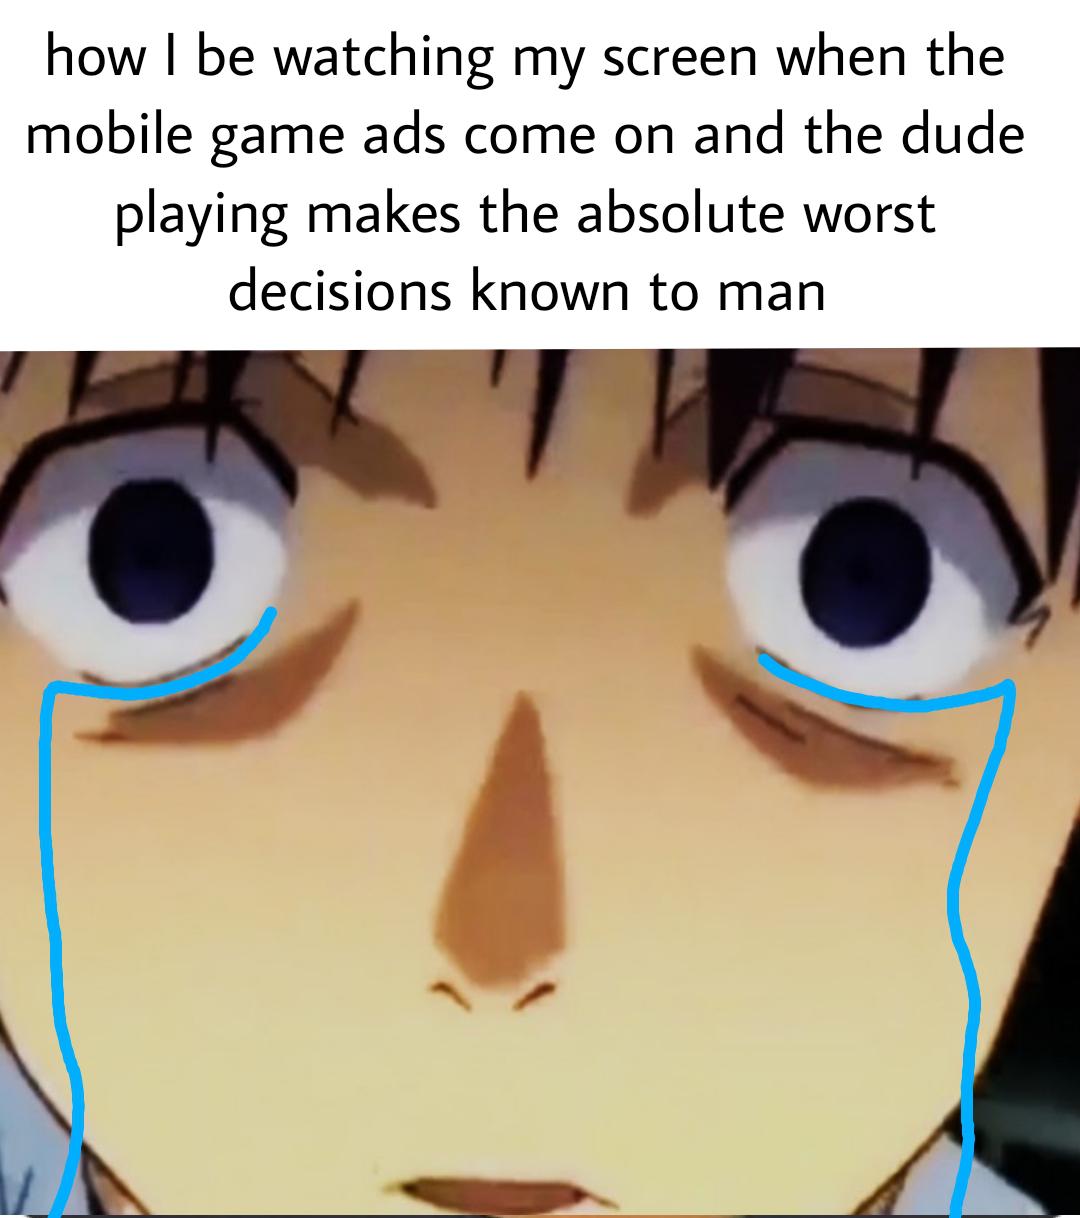 how I be watching my screen when the
mobile game ads come on and the dude
playing makes the absolute worst
decisions known to man